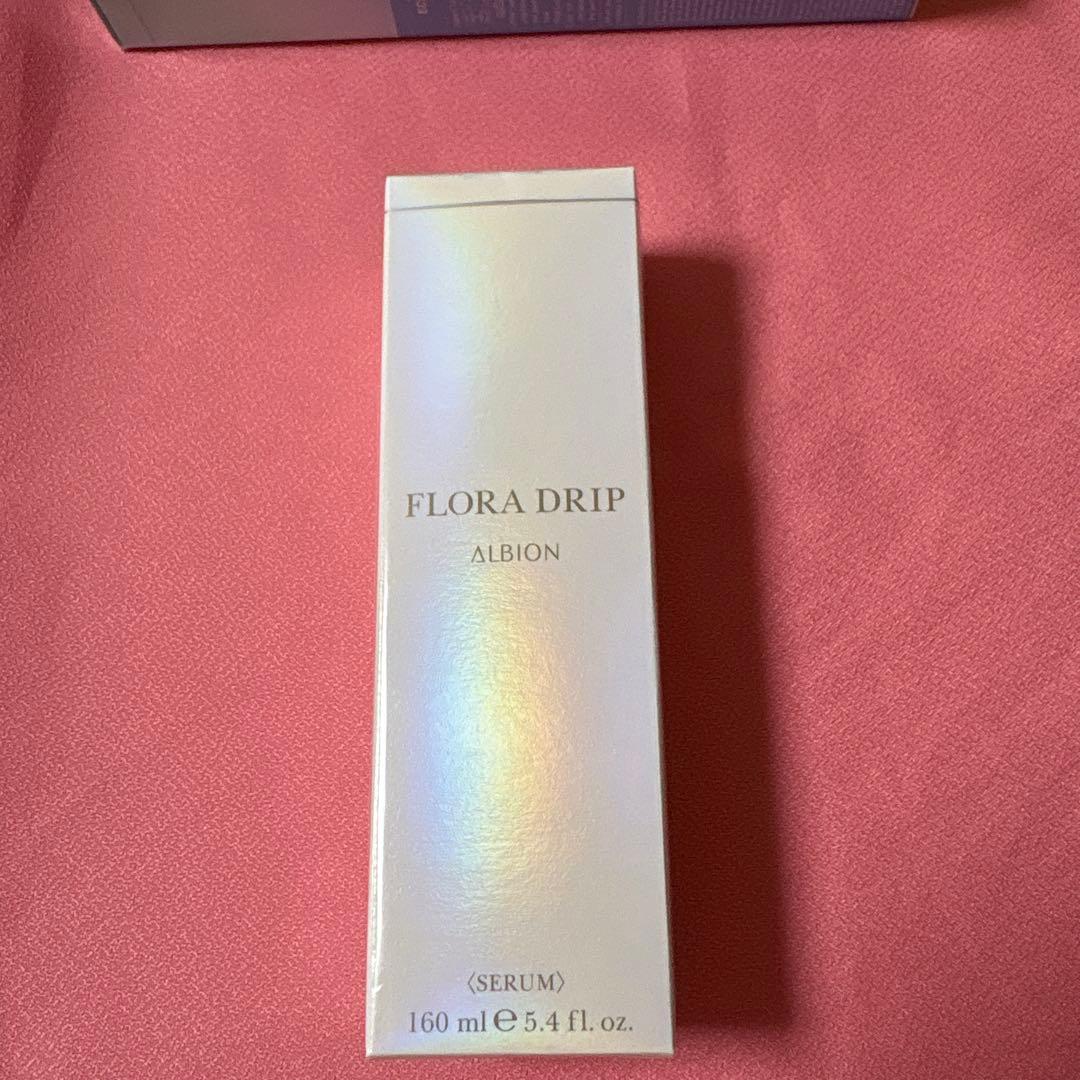 FLORA DRIP
ALBION
〈SERUM〉
160 ml ℮ 5.4 fl. oz.